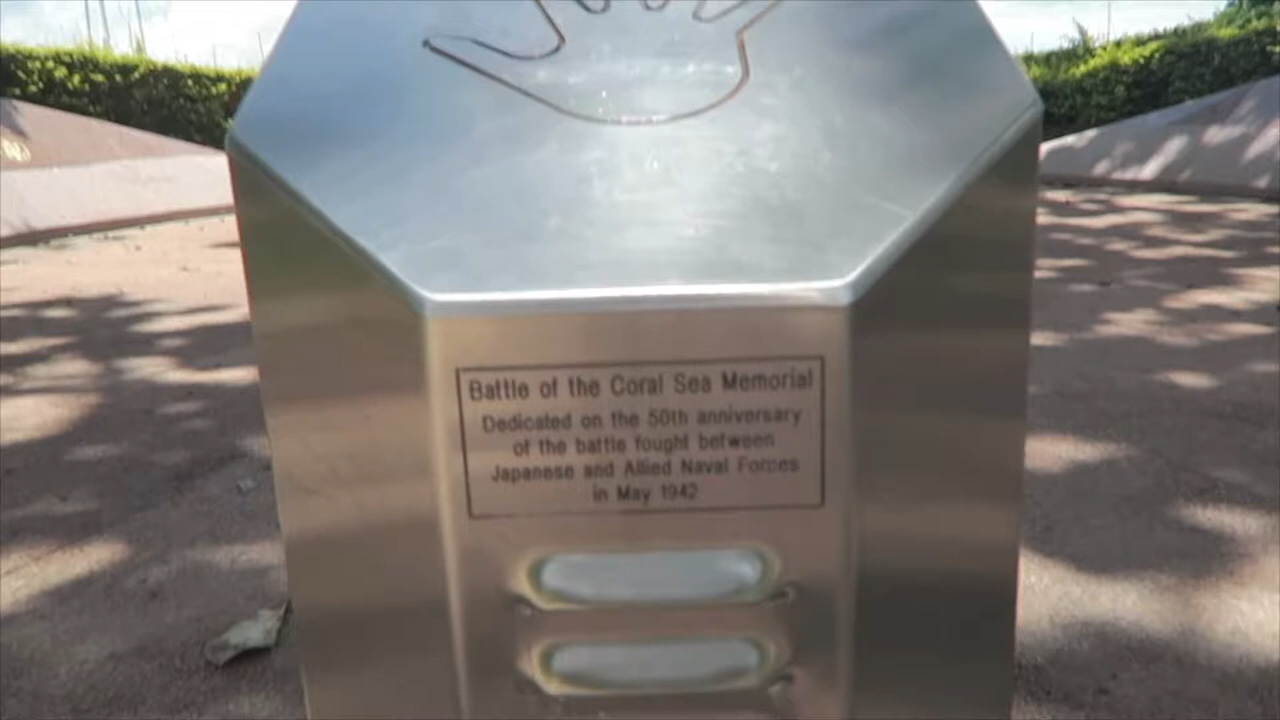 Battle of the Coral Sea Memorial
Dedicated on the 50th anniversary
of the battle fought between
Japanese and Allied Naval Forces
in May 1942